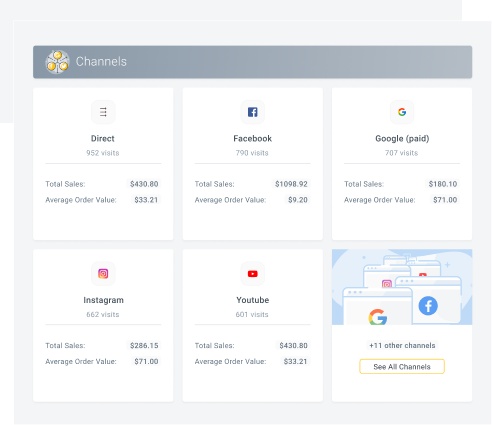 Channels
Direct
952 visits
Total Sales: $430.80
Average Order Value: $33.21
Facebook
790 visits
Total Sales: $1098.92
Average Order Value: $9.20
Google (paid)
707 visits
Total Sales: $180.10
Average Order Value: $71.00
Instagram
662 visits
Total Sales: $286.15
Average Order Value: $71.00
Youtube
601 visits
Total Sales: $430.80
Average Order Value: $33.21
+11 other channels
See All Channels